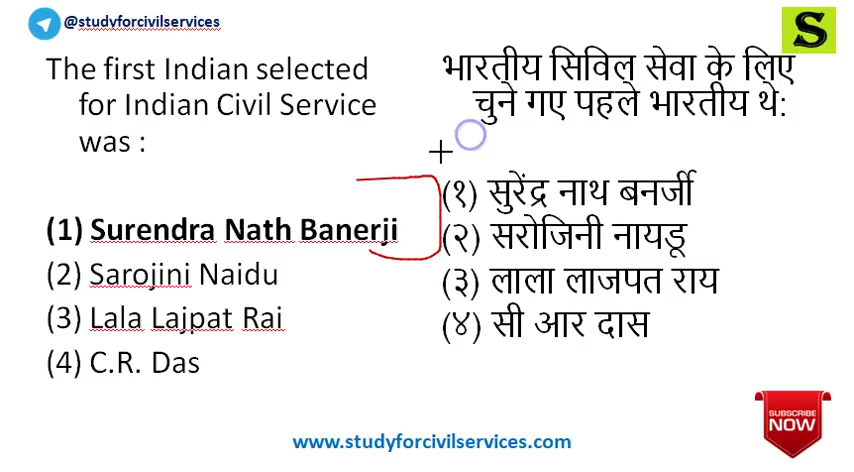 @studyforcivilservices
S
The first Indian selected
for Indian Civil Service
was :
(1) Surendra Nath Banerji
(2) Sarojini Naidu
(3) Lala Lajpat Rai
(4) C.R. Das
भारतीय सिविल सेवा के लिए
चुने गए पहले भारतीय थे:
(१) सुरेंद्र नाथ बनर्जी
(२) सरोजिनी नायडू
(३) लाला लाजपत राय
(४) सी आर दास
SUBSCRIBE
NOW
www.studyforcivilservices.com